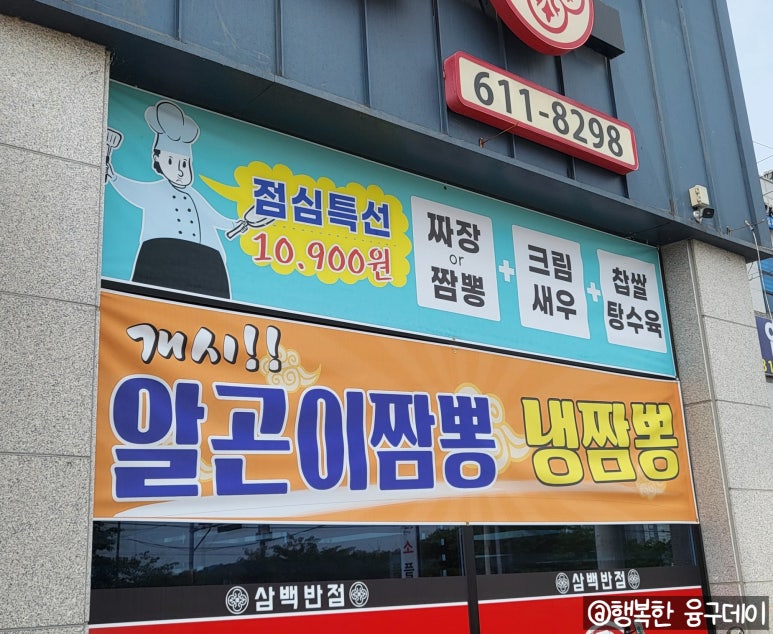 611-8298
점심특선
10.900원
짜장
or
짬뽕
+
크림
새우
+
찹쌀
탕수육
개시!!
알곤이짬뽕 냉짬뽕
삼백반점
삼백반점
@행복한 융구데이